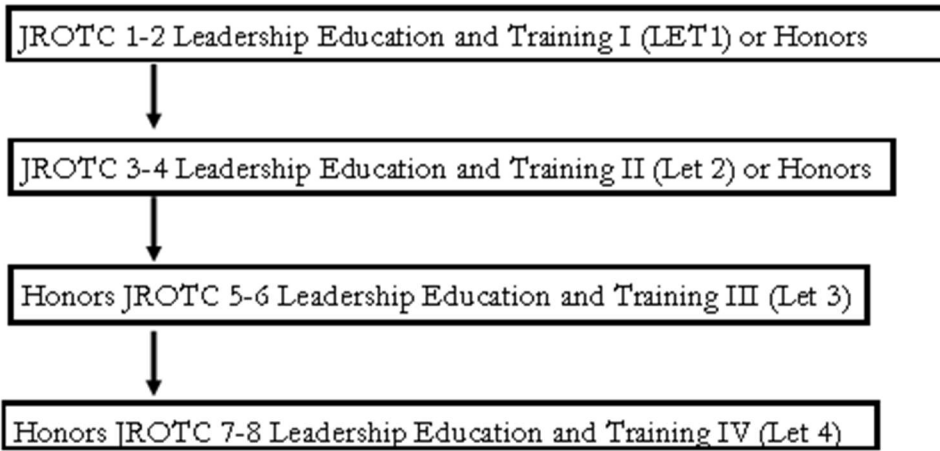 JROTC 1-2 Leadership Education and Training I (LET1) or Honors
JROTC 3-4 Leadership Education and Training II (Let 2) or Honors
Honors JROTC 5-6 Leadership Education and Training III (Let 3)
Honors JROTC 7-8 Leadership Education and Training IV (Let 4)